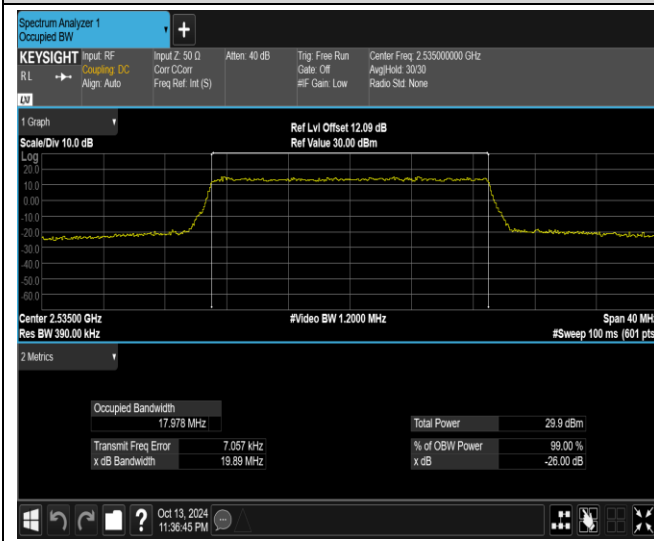 Spectrum Analyzer 1
Occupied BW
+
KEYSIGHT Input: RF Input Z: 50 Ω Atten: 40 dB Trig: Free Run Center Freq: 2.535000000 GHz
RL Coupling: DC Corr CCorr Gate: Off Avg|Hold: 30/30
Align: Auto Freq Ref: Int (S) #IF Gain: Low Radio Std: None
LXI
1 Graph
Ref Lvl Offset 12.09 dB
Scale/Div 10.0 dB Ref Value 30.00 dBm
Log
20.0
10.0
0.00
-10.0
-20.0
-30.0
-40.0
-50.0
-60.0
Center 2.53500 GHz #Video BW 1.2000 MHz Span 40 MHz
Res BW 390.00 kHz #Sweep 100 ms (601 pts
2 Metrics
Occupied Bandwidth
17.978 MHz Total Power 29.9 dBm
Transmit Freq Error 7.057 kHz % of OBW Power 99.00 %
x dB Bandwidth 19.89 MHz x dB -26.00 dB
? Oct 13, 2024
11:36:45 PM